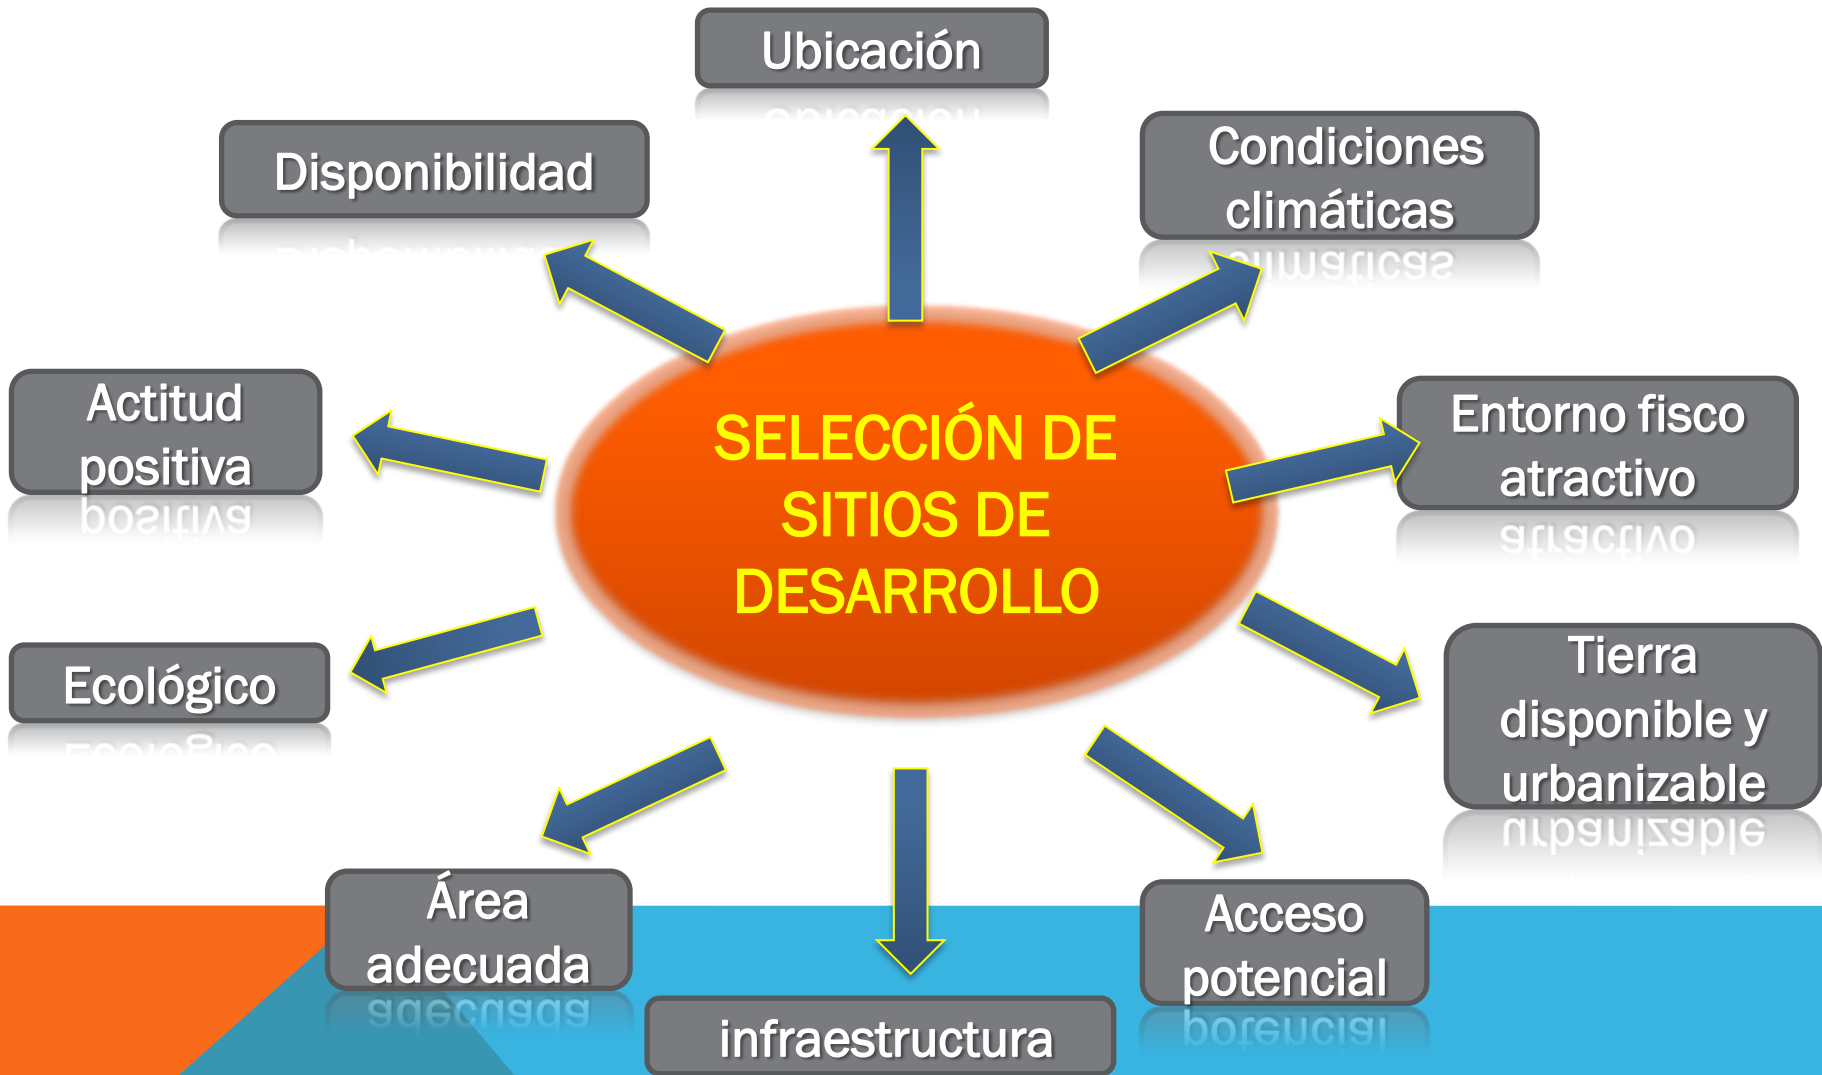 Ubicación
Disponibilidad
Condiciones
climáticas
Actitud
positiva
SELECCIÓN DE
SITIOS DE
DESARROLLO
Entorno fisco
atractivo
Ecológico
Tierra
disponible y
urbanizable
Área
adecuada
infraestructura
Acceso
potencial